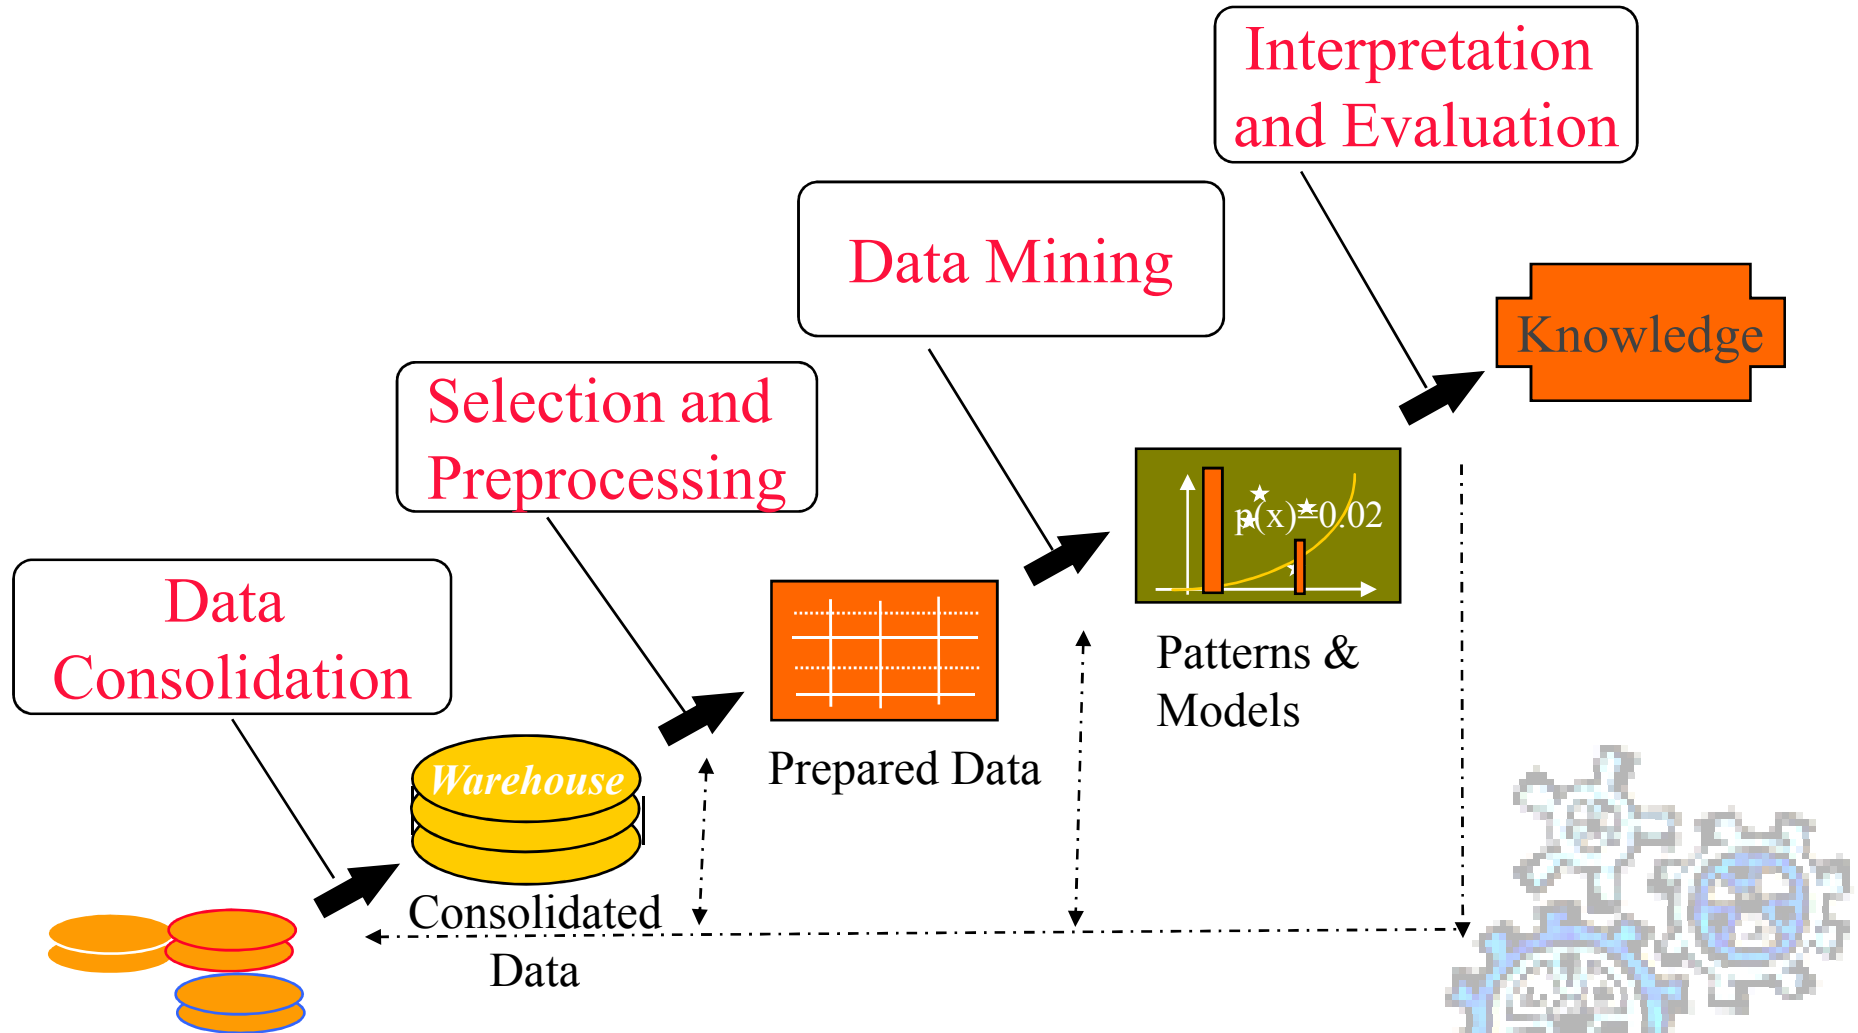 Interpretation
and Evaluation
Data Mining
Knowledge
Selection and
Preprocessing
p(x)=0.02
Data
Consolidation
Patterns &
Models
Warehouse
Prepared Data
Consolidated
Data